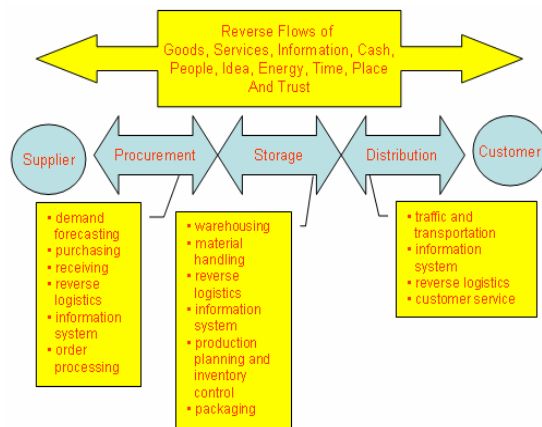 Reverse Flows of
Goods, Services, Information, Cash,
People, Idea, Energy, Time, Place
And Trust
Supplier
Procurement
Storage
Distribution
Customer
▪ demand
forecasting
▪ purchasing
▪ receiving
▪ reverse
logistics
▪ information
system
▪ order
processing
▪ warehousing
▪ material
handling
▪ reverse
logistics
▪ information
system
▪ production
planning and
inventory
control
▪ packaging
▪ traffic and
transportation
▪ information
system
▪ reverse logistics
▪ customer service